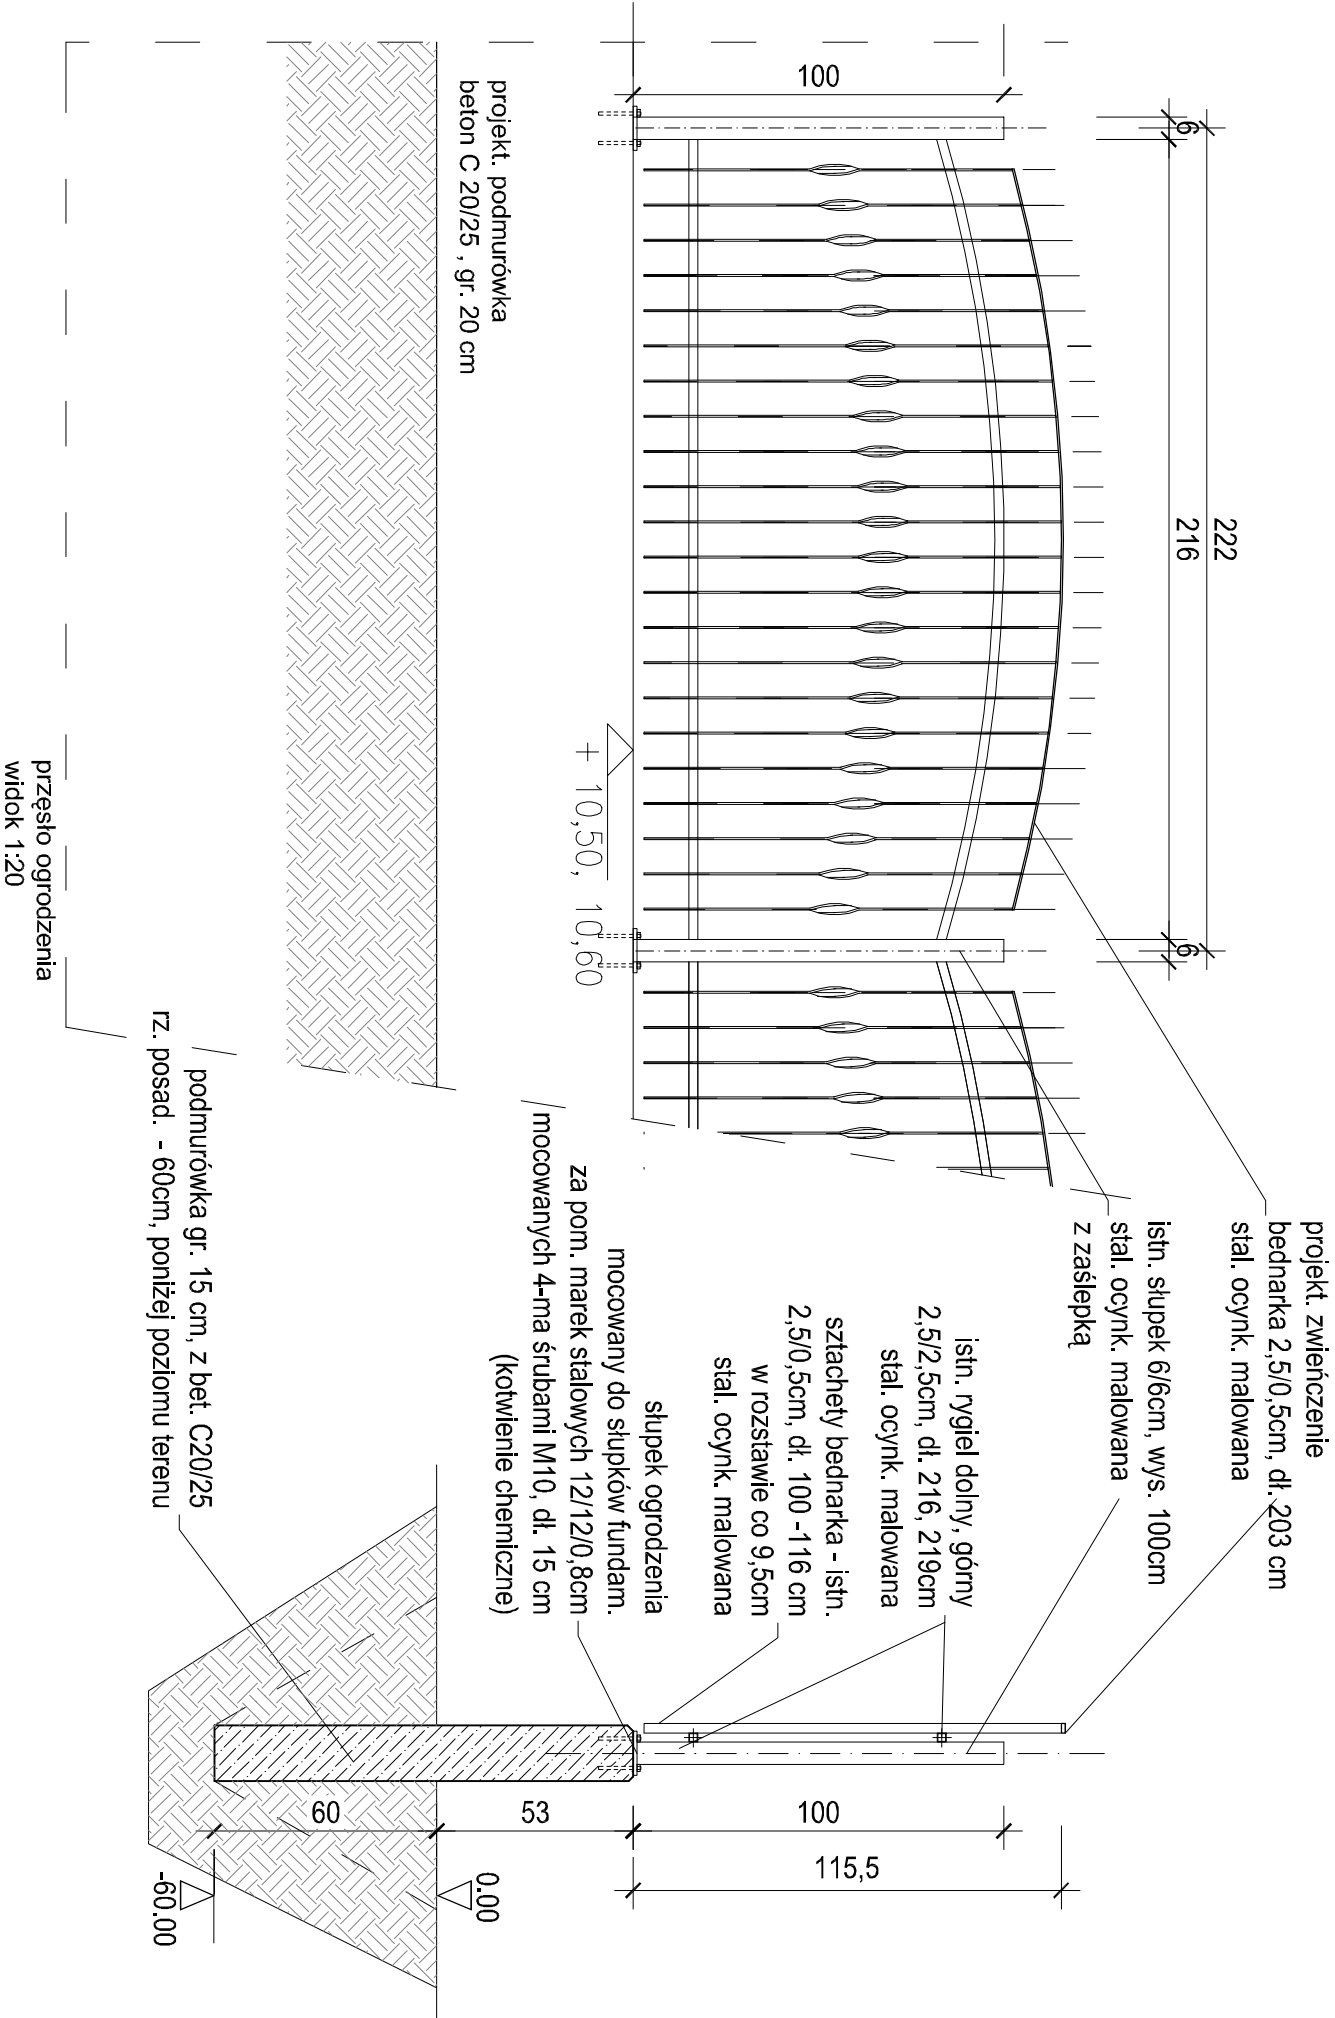 222
216
6
6
100
projekt. podmurówka
beton C 20/25 , gr. 20 cm
+ 10,50, 10,60
przęsło ogrodzenia
widok 1:20
projekt. zwieńczenie
bednarka 2,5/0,5cm, dł. 203 cm
stal. ocynk. malowana
istn. słupek 6/6cm, wys. 100cm
stal. ocynk. malowana
z zaślepką
istn. rygiel dolny, górny
2,5/2,5cm, dł. 216, 219cm
stal. ocynk. malowana
sztachety bednarka - istn.
2,5/0,5cm, dł. 100 -116 cm
w rozstawie co 9,5cm
stal. ocynk. malowana
słupek ogrodzenia
mocowany do słupków fundam.
za pom. marek stalowych 12/12/0,8cm
mocowanych 4-ma śrubami M10, dł. 15 cm
(kotwienie chemiczne)
podmurówka gr. 15 cm, z bet. C20/25
rz. posad. - 60cm, poniżej poziomu terenu
115,5
100
53
60
0.00
-60.00